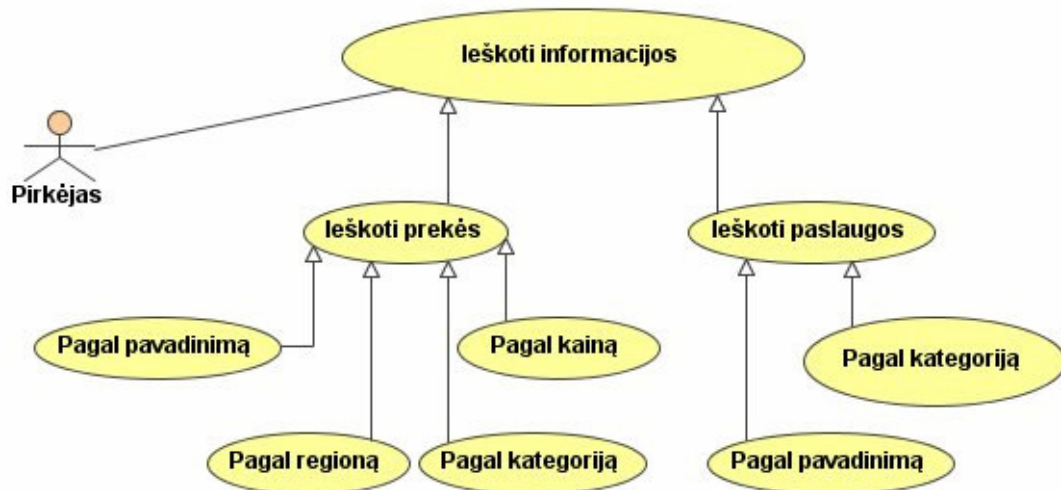 Ieškoti informacijos
Pirkėjas
Ieškoti prekės
Ieškoti paslaugos
Pagal pavadinimą
Pagal kainą
Pagal kategoriją
Pagal regioną
Pagal kategoriją
Pagal pavadinimą